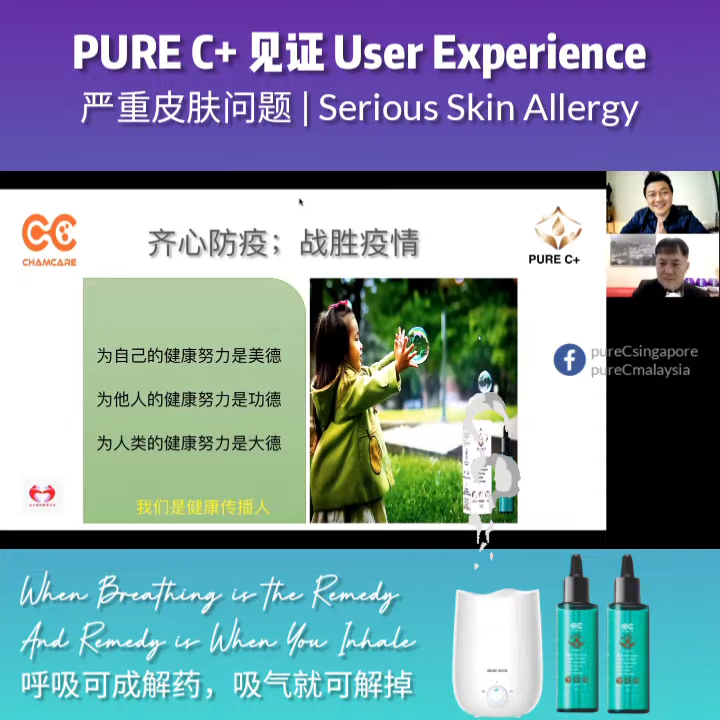 PURE C+ 见证 User Experience
严重皮肤问题 | Serious Skin Allergy
CHAMCARE
齐心防疫；战胜疫情
PURE C+
为自己的健康努力是美德
为他人的健康努力是功德
为人类的健康努力是大德
我们是健康传播人
pureCsingapore
pureCmalaysia
When Breathing is the Remedy
And Remedy is When You Inhale
呼吸可成解药，吸气就可解掉